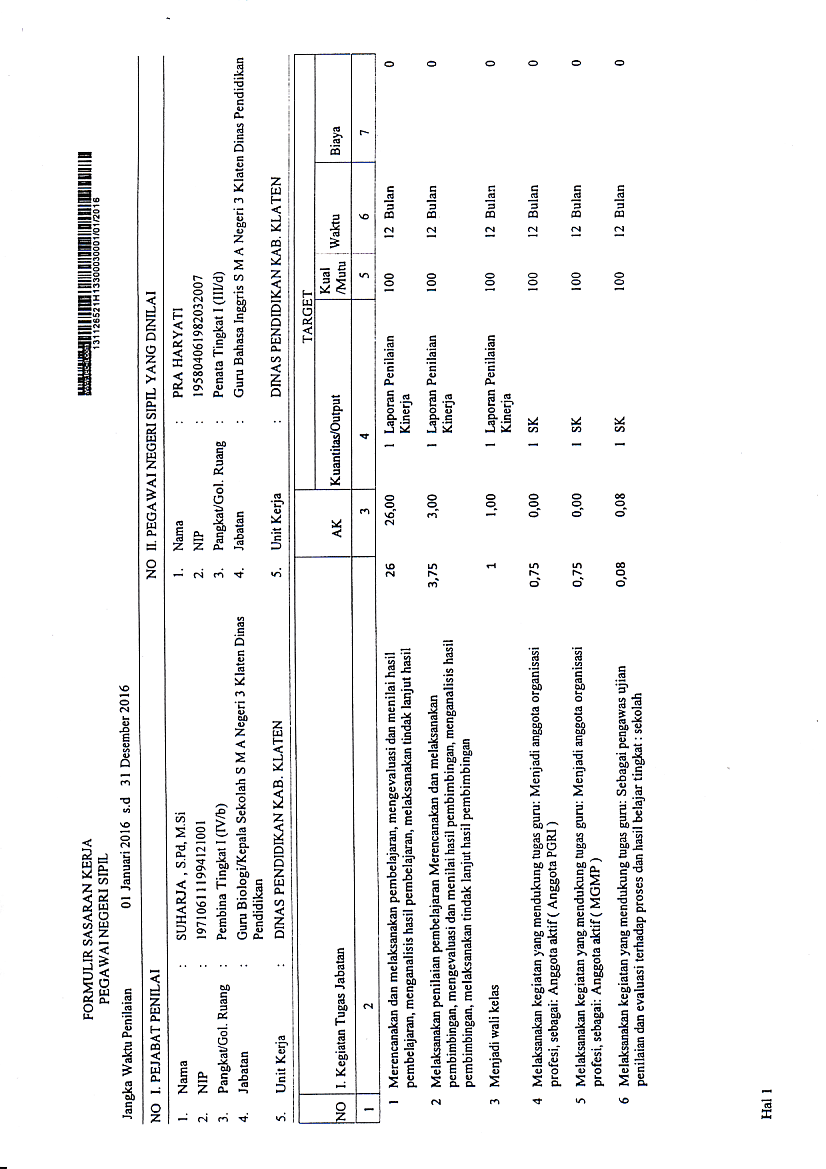 131126521H13300030001/01/2016
FORMULIR SASARAN KERJA
PEGAWAI NEGERI SIPIL
Jangka Waktu Penilaian 01 Januari 2016 s.d 31 Desember 2016
NO I. PEJABAT PENILAI NO II. PEGAWAI NEGERI SIPIL YANG DINILAI
1. Nama : SUHARJA , S.Pd, M.Si 1. Nama : PRA HARYATI
2. NIP : 197106111994121001 2. NIP : 195804061982032007
3. Pangkat/Gol. Ruang : Pembina Tingkat I (IV/b) 3. Pangkat/Gol. Ruang : Penata Tingkat I (III/d)
4. Jabatan : Guru Biologi/Kepala Sekolah S M A Negeri 3 Klaten Dinas 4. Jabatan : Guru Bahasa Inggris S M A Negeri 3 Klaten Dinas Pendidikan
Pendidikan
5. Unit Kerja : DINAS PENDIDIKAN KAB. KLATEN 5. Unit Kerja : DINAS PENDIDIKAN KAB. KLATEN
TARGET
NO I. Kegiatan Tugas Jabatan AK Kuantitas/Output Kual Waktu Biaya
/Mutu
1 2 3 4 5 6 7
1 Merencanakan dan melaksanakan pembelajaran, mengevaluasi dan menilai hasil 26 26,00 1 Laporan Penilaian 100 12 Bulan 0
pembelajaran, menganalisis hasil pembelajaran, melaksanakan tindak lanjut hasil Kinerja
2 Melaksanakan penilaian pembelajaran Merencanakan dan melaksanakan 3,75 3,00 1 Laporan Penilaian 100 12 Bulan 0
pembimbingan, mengevaluasi dan menilai hasil pembimbingan, menganalisis hasil Kinerja
pembimbingan, melaksanakan tindak lanjut hasil pembimbingan
3 Menjadi wali kelas 1 1,00 1 Laporan Penilaian 100 12 Bulan 0
Kinerja
4 Melaksanakan kegiatan yang mendukung tugas guru: Menjadi anggota organisasi 0,75 0,00 1 SK 100 12 Bulan 0
profesi, sebagai: Anggota aktif ( Anggota PGRI )
5 Melaksanakan kegiatan yang mendukung tugas guru: Menjadi anggota organisasi 0,75 0,00 1 SK 100 12 Bulan 0
profesi, sebagai: Anggota aktif ( MGMP )
6 Melaksanakan kegiatan yang mendukung tugas guru: Sebagai pengawas ujian 0,08 0,08 1 SK 100 12 Bulan 0
penilaian dan evaluasi terhadap proses dan hasil belajar tingkat : sekolah
Hal 1